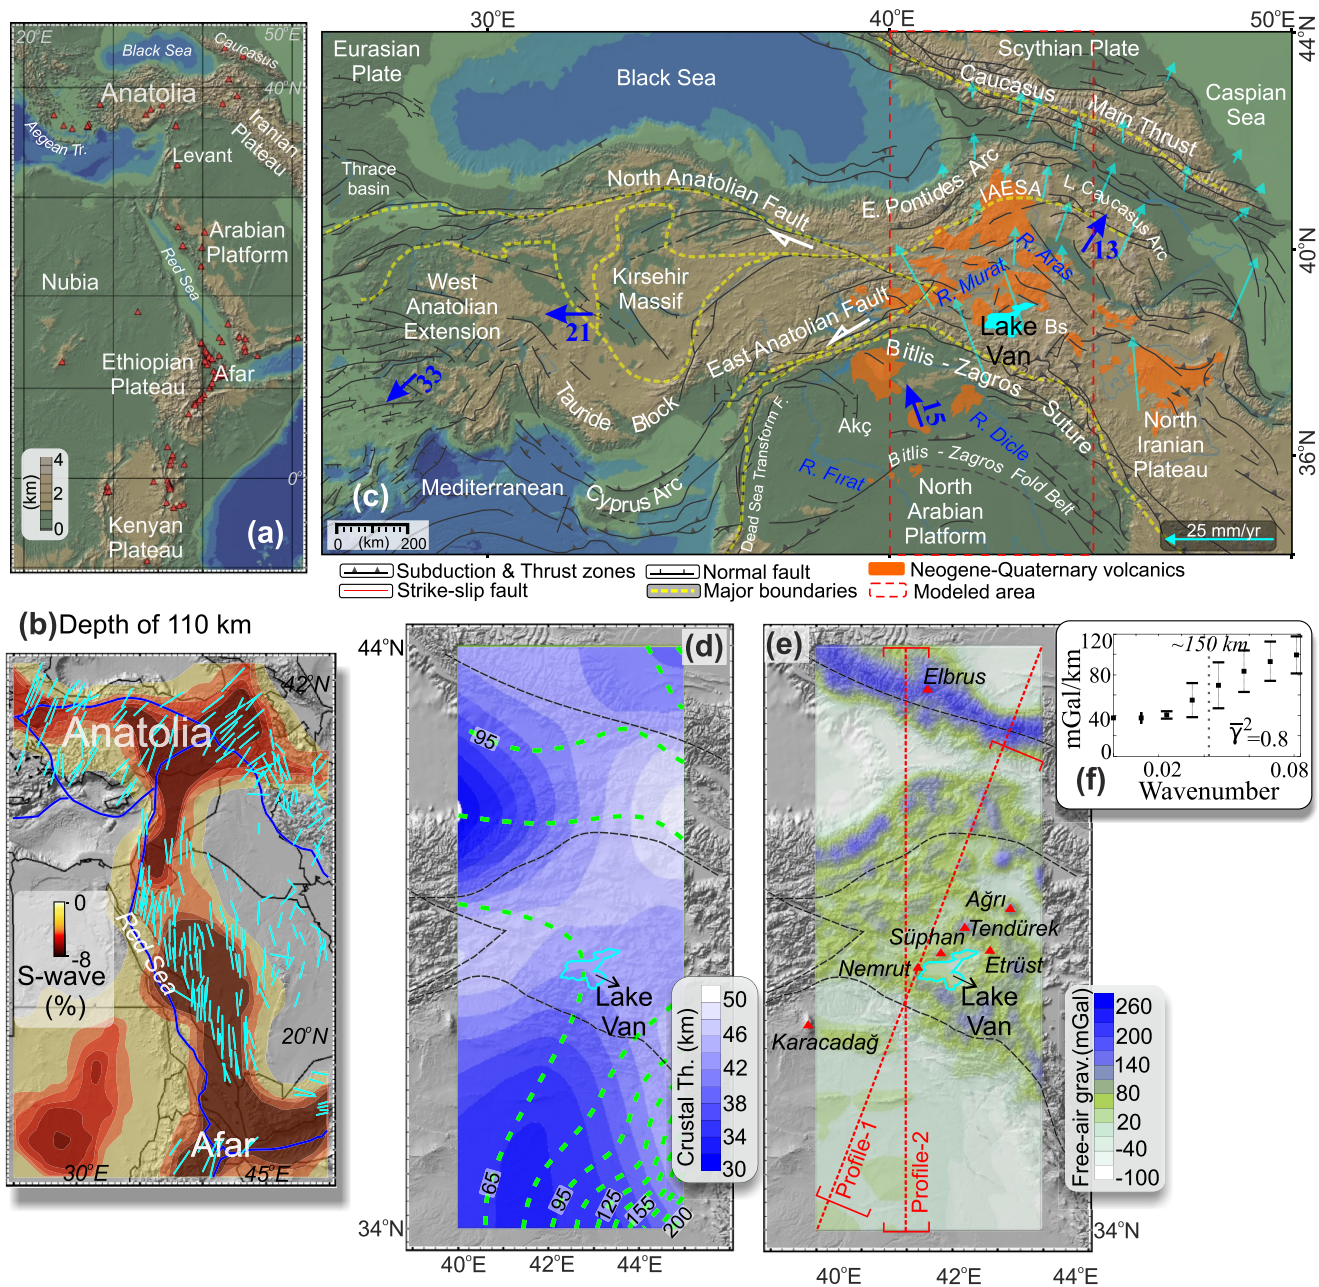 20°E
50°E
Black Sea
Caucasus
40°N
Anatolia
Iranian
Plateau
Aegean Tr.
Levant
Arabian
Platform
Red Sea
Nubia
Ethiopian
Plateau
Afar
4
2
0
(km)
0°
Kenyan
Plateau
(a)
30°E
40°E
50°E
44°N
40°N
36°N
Eurasian
Plate
Black Sea
Scythian Plate
Caucasus
Main Thrust
Caspian
Sea
Thrace
basin
North Anatolian Fault
E. Pontides Arc
IAESA
L. Caucasus Arc
13
R. Aras
R. Murat
West
Anatolian
Extension
Kırsehir
Massif
21
33
East Anatolian Fault
Lake
Van
Bs
Bitlis - Zagros
Suture
Tauride
Block
15
Akç
R. Dicle
R. Fırat
Bitlis - Zagros Fold Belt
North
Iranian
Plateau
North
Arabian
Platform
Dead Sea Transform F.
Mediterranean
Cyprus Arc
(c)
0 (km) 200
25 mm/yr
Subduction & Thrust zones
Normal fault
Neogene-Quaternary volcanics
Strike-slip fault
Major boundaries
Modeled area
(b) Depth of 110 km
42°N
Anatolia
0
-8
S-wave
(%)
Red Sea
20°N
Afar
30°E
45°E
(d)
44°N
95
Lake
Van
65
95
125
155
200
34°N
40°E
42°E
44°E
Crustal Th. (km)
50
46
42
38
34
30
(e)
Elbrus
Ağrı
Tendürek
Süphan
Nemrut
Etrüst
Lake
Van
Karacadağ
Profile-1
Profile-2
34°N
40°E
42°E
44°E
Free-air grav.(mGal)
260
200
140
80
20
-40
-100
120
80
40
0
mGal/km
~150 km
γ̅²=0.8
(f)
0.02
0.08
Wavenumber